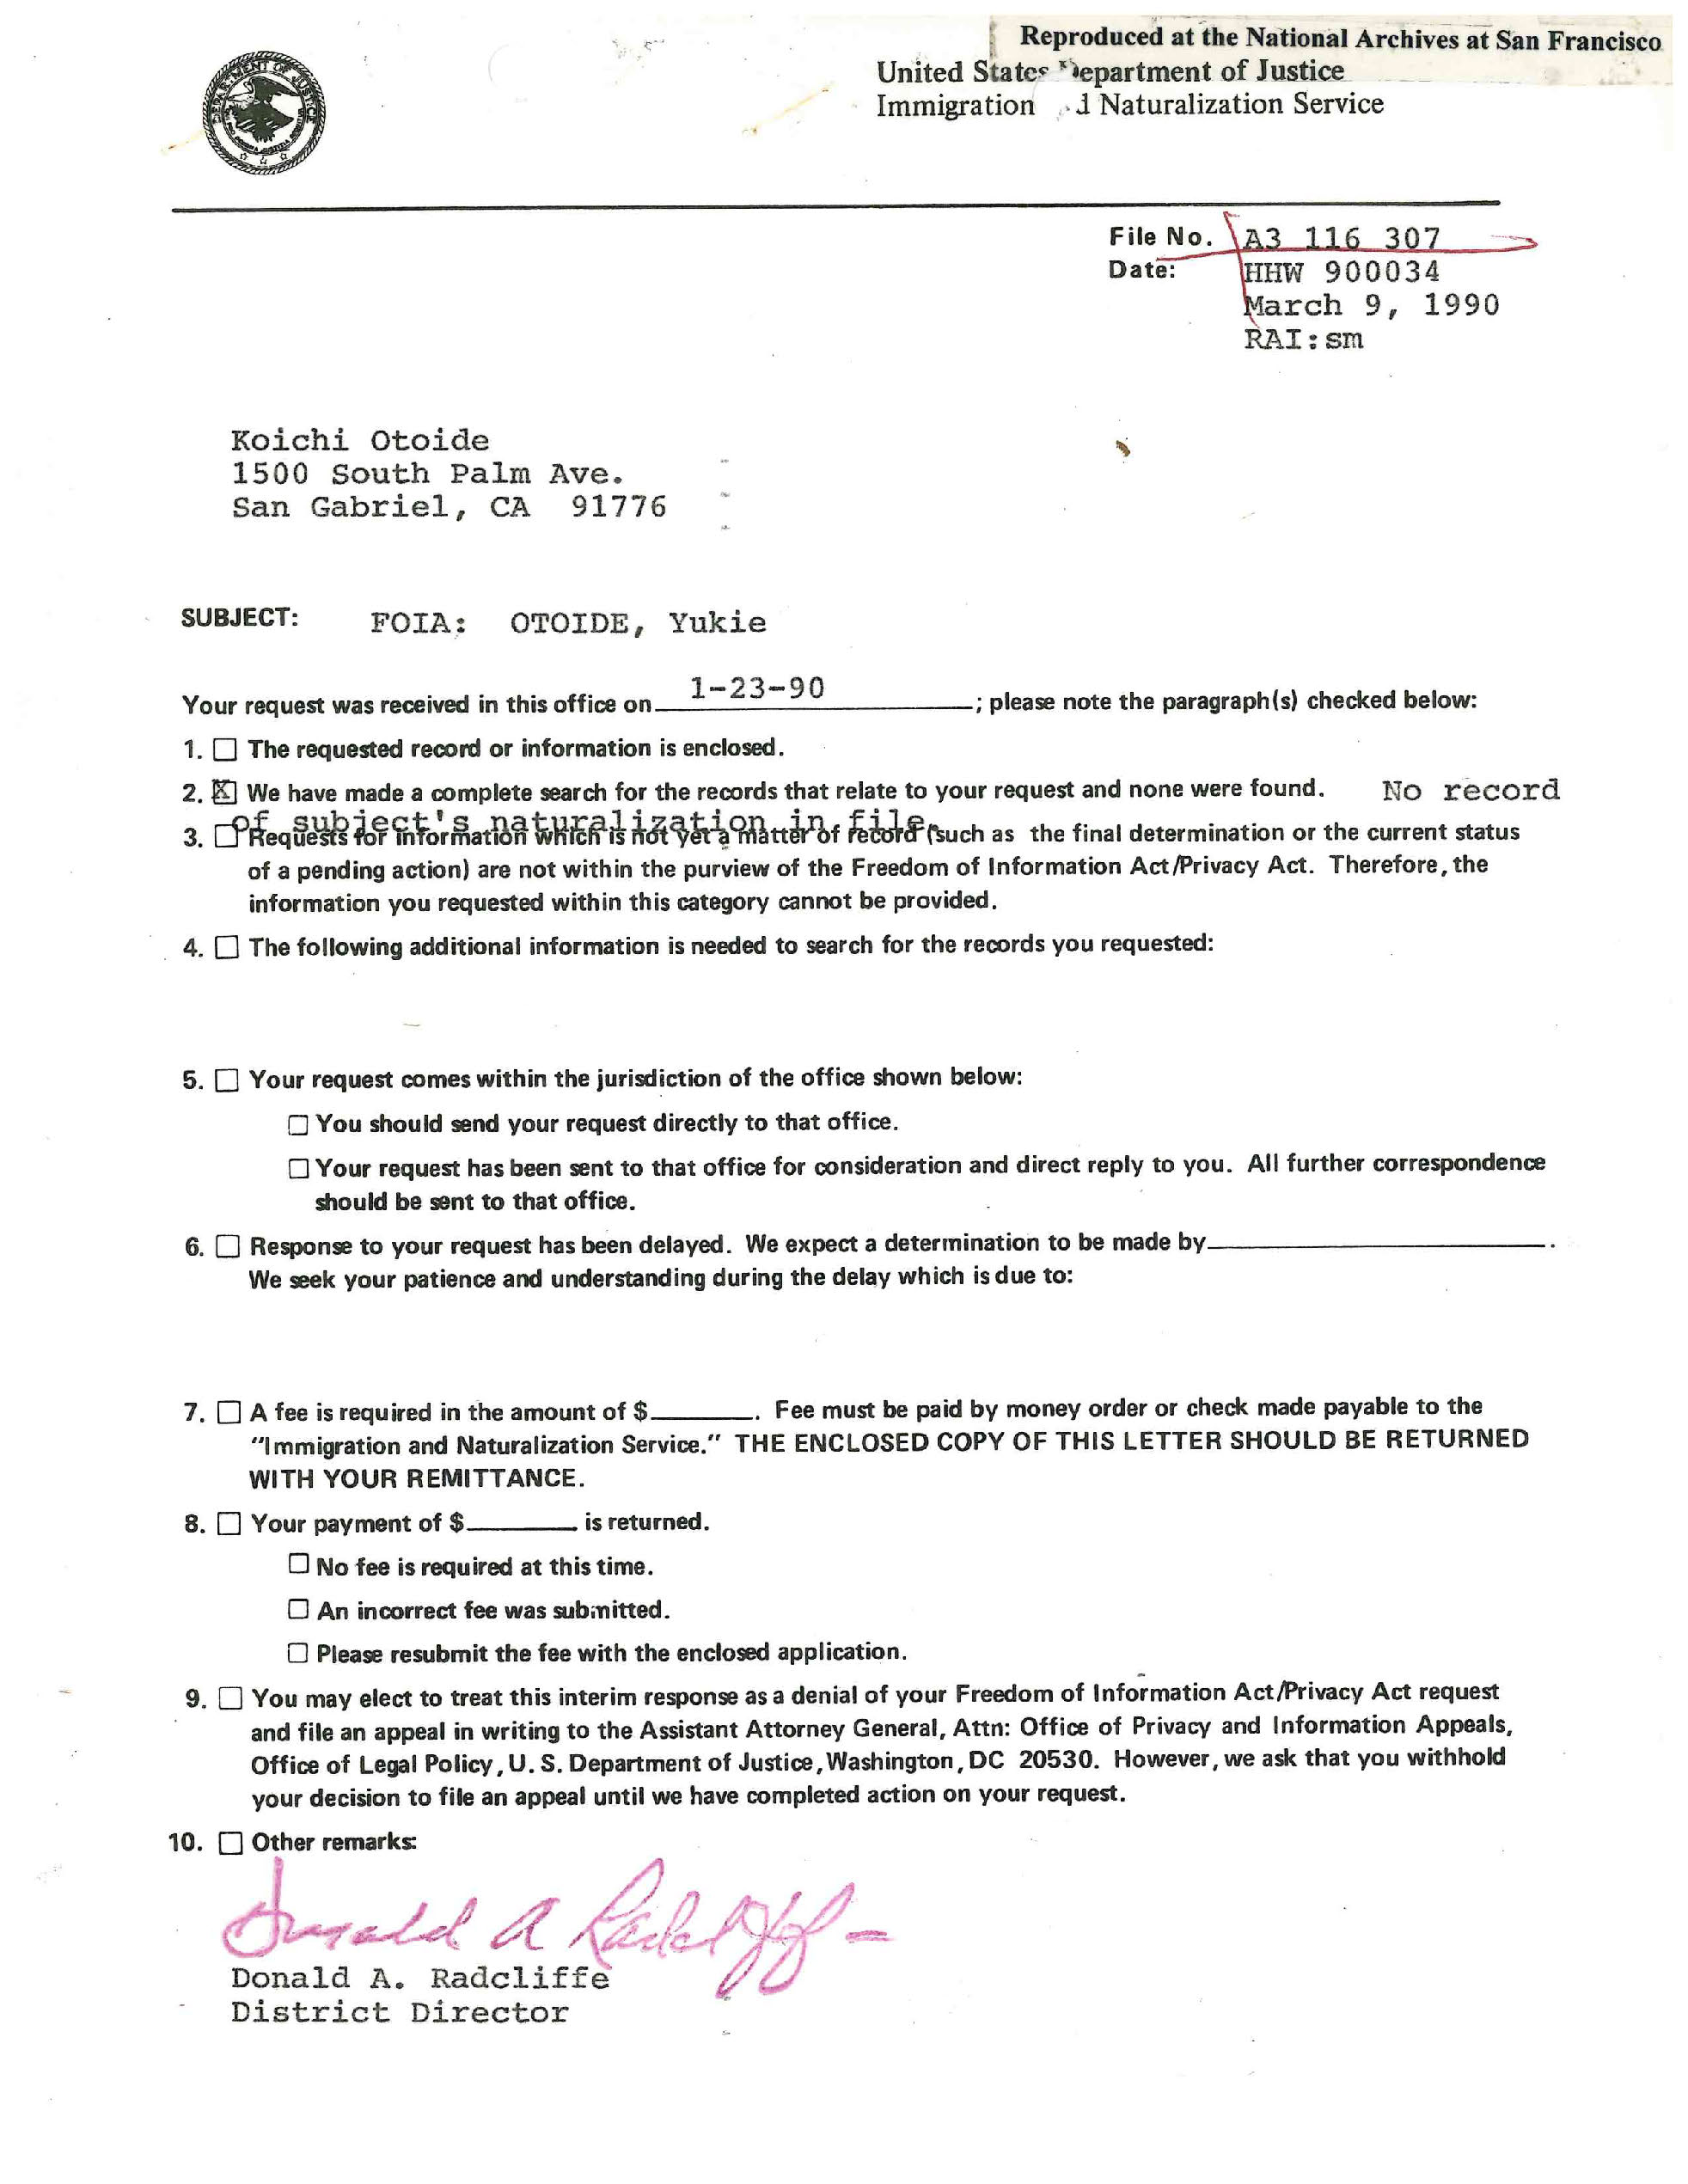 Reproduced at the National Archives at San Francisco
United States Department of Justice
Immigration d Naturalization Service
DEPARTMENT OF JUSTICE
File No. A3 116 307
Date: HHW 900034
March 9, 1990
RAI:sm
Koichi Otoide
1500 South Palm Ave.
San Gabriel, CA 91776
SUBJECT: FOIA: OTOIDE, Yukie
Your request was received in this office on 1-23-90 ; please note the paragraph(s) checked below:
1. ☐ The requested record or information is enclosed.
2. ☒ We have made a complete search for the records that relate to your request and none were found. No record
of subject's naturalization in file.
3. ☐ Requests for information which is not yet a matter of record (such as the final determination or the current status
of a pending action) are not within the purview of the Freedom of Information Act/Privacy Act. Therefore, the
information you requested within this category cannot be provided.
4. ☐ The following additional information is needed to search for the records you requested:
5. ☐ Your request comes within the jurisdiction of the office shown below:
☐ You should send your request directly to that office.
☐ Your request has been sent to that office for consideration and direct reply to you. All further correspondence
should be sent to that office.
6. ☐ Response to your request has been delayed. We expect a determination to be made by ______.
We seek your patience and understanding during the delay which is due to:
7. ☐ A fee is required in the amount of $______. Fee must be paid by money order or check made payable to the
"Immigration and Naturalization Service." THE ENCLOSED COPY OF THIS LETTER SHOULD BE RETURNED
WITH YOUR REMITTANCE.
8. ☐ Your payment of $______ is returned.
☐ No fee is required at this time.
☐ An incorrect fee was submitted.
☐ Please resubmit the fee with the enclosed application.
9. ☐ You may elect to treat this interim response as a denial of your Freedom of Information Act/Privacy Act request
and file an appeal in writing to the Assistant Attorney General, Attn: Office of Privacy and Information Appeals,
Office of Legal Policy, U. S. Department of Justice, Washington, DC 20530. However, we ask that you withhold
your decision to file an appeal until we have completed action on your request.
10. ☐ Other remarks:
Donald A Radcliffe
Donald A. Radcliffe
District Director